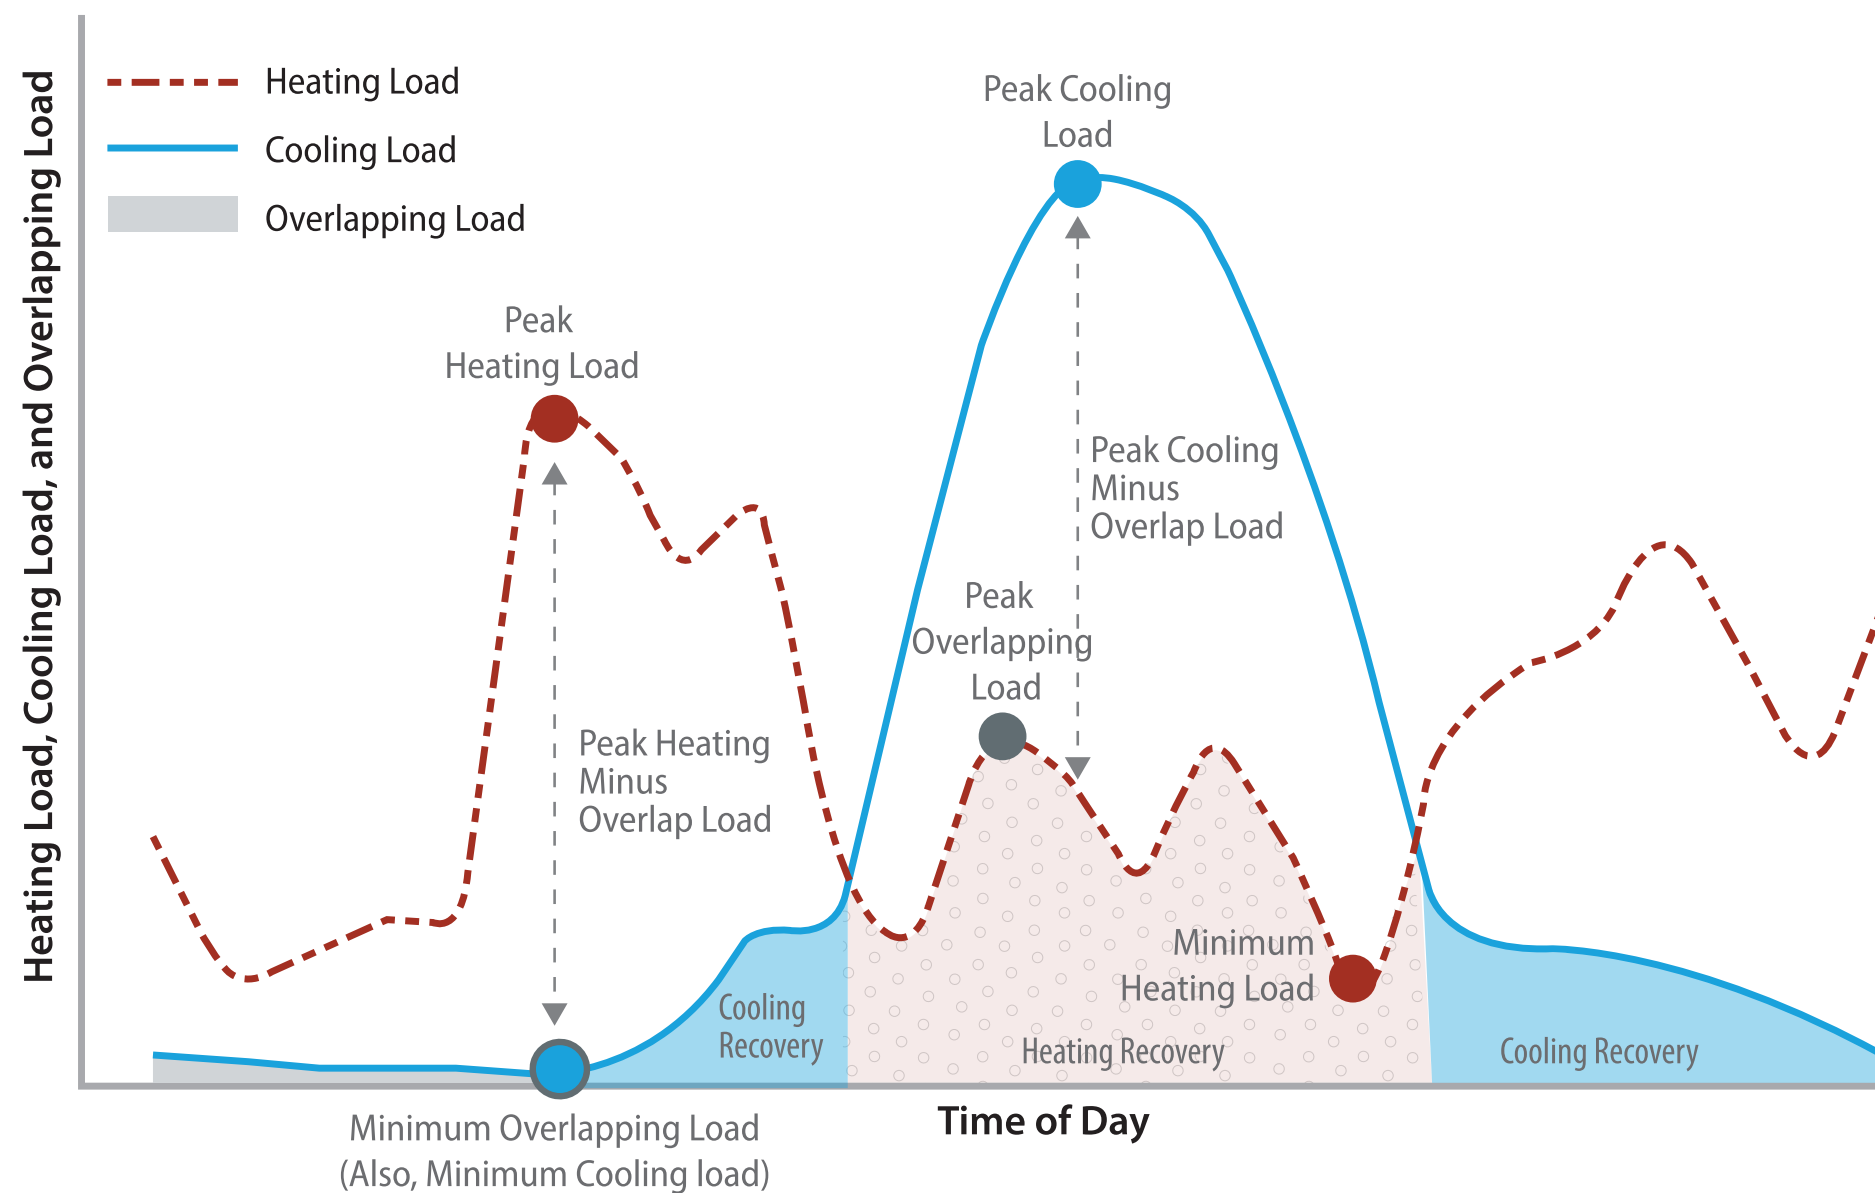 Heating Load, Cooling Load, and Overlapping Load
Heating Load
Cooling Load
Overlapping Load
Peak Cooling
Load
Peak
Heating Load
Peak Cooling
Minus
Overlap Load
Peak
Overlapping
Load
Peak Heating
Minus
Overlap Load
Minimum
Heating Load
Cooling
Recovery
Heating Recovery
Cooling Recovery
Time of Day
Minimum Overlapping Load
(Also, Minimum Cooling load)